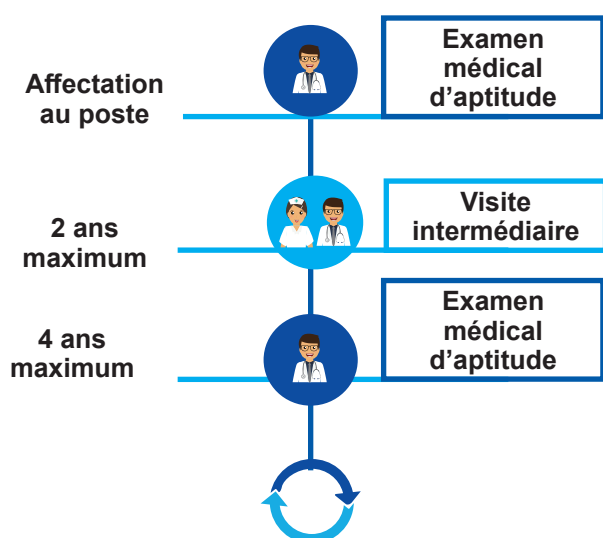 Affectation
au poste
Examen
médical
d’aptitude
2 ans
maximum
Visite
intermédiaire
4 ans
maximum
Examen
médical
d’aptitude